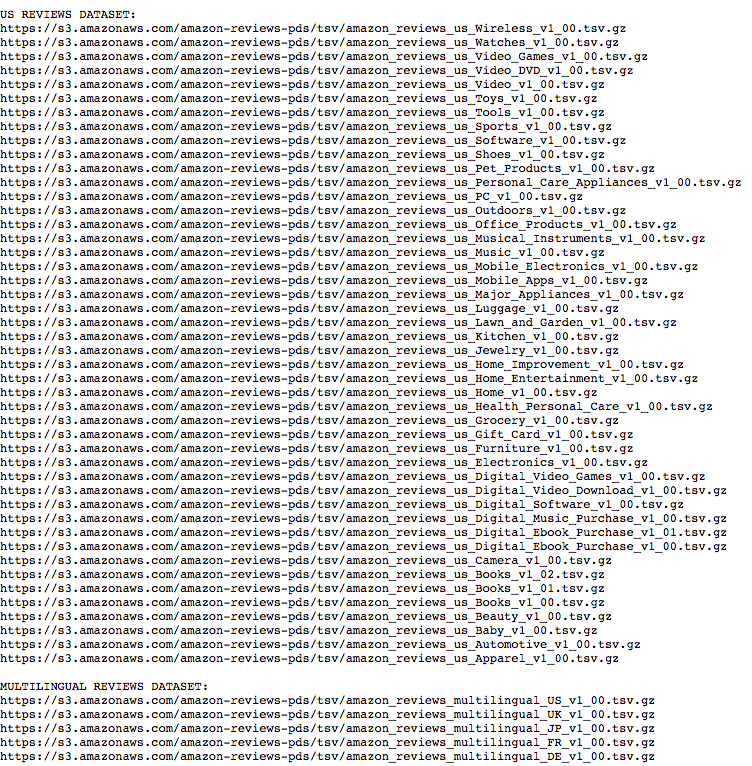 US REVIEWS DATASET:
https://s3.amazonaws.com/amazon-reviews-pds/tsv/amazon_reviews_us_Wireless_v1_00.tsv.gz
https://s3.amazonaws.com/amazon-reviews-pds/tsv/amazon_reviews_us_Watches_v1_00.tsv.gz
https://s3.amazonaws.com/amazon-reviews-pds/tsv/amazon_reviews_us_Video_Games_v1_00.tsv.gz
https://s3.amazonaws.com/amazon-reviews-pds/tsv/amazon_reviews_us_Video_DVD_v1_00.tsv.gz
https://s3.amazonaws.com/amazon-reviews-pds/tsv/amazon_reviews_us_Video_v1_00.tsv.gz
https://s3.amazonaws.com/amazon-reviews-pds/tsv/amazon_reviews_us_Toys_v1_00.tsv.gz
https://s3.amazonaws.com/amazon-reviews-pds/tsv/amazon_reviews_us_Tools_v1_00.tsv.gz
https://s3.amazonaws.com/amazon-reviews-pds/tsv/amazon_reviews_us_Sports_v1_00.tsv.gz
https://s3.amazonaws.com/amazon-reviews-pds/tsv/amazon_reviews_us_Software_v1_00.tsv.gz
https://s3.amazonaws.com/amazon-reviews-pds/tsv/amazon_reviews_us_Shoes_v1_00.tsv.gz
https://s3.amazonaws.com/amazon-reviews-pds/tsv/amazon_reviews_us_Pet_Products_v1_00.tsv.gz
https://s3.amazonaws.com/amazon-reviews-pds/tsv/amazon_reviews_us_Personal_Care_Appliances_v1_00.tsv.gz
https://s3.amazonaws.com/amazon-reviews-pds/tsv/amazon_reviews_us_PC_v1_00.tsv.gz
https://s3.amazonaws.com/amazon-reviews-pds/tsv/amazon_reviews_us_Outdoors_v1_00.tsv.gz
https://s3.amazonaws.com/amazon-reviews-pds/tsv/amazon_reviews_us_Office_Products_v1_00.tsv.gz
https://s3.amazonaws.com/amazon-reviews-pds/tsv/amazon_reviews_us_Musical_Instruments_v1_00.tsv.gz
https://s3.amazonaws.com/amazon-reviews-pds/tsv/amazon_reviews_us_Music_v1_00.tsv.gz
https://s3.amazonaws.com/amazon-reviews-pds/tsv/amazon_reviews_us_Mobile_Electronics_v1_00.tsv.gz
https://s3.amazonaws.com/amazon-reviews-pds/tsv/amazon_reviews_us_Mobile_Apps_v1_00.tsv.gz
https://s3.amazonaws.com/amazon-reviews-pds/tsv/amazon_reviews_us_Major_Appliances_v1_00.tsv.gz
https://s3.amazonaws.com/amazon-reviews-pds/tsv/amazon_reviews_us_Luggage_v1_00.tsv.gz
https://s3.amazonaws.com/amazon-reviews-pds/tsv/amazon_reviews_us_Lawn_and_Garden_v1_00.tsv.gz
https://s3.amazonaws.com/amazon-reviews-pds/tsv/amazon_reviews_us_Kitchen_v1_00.tsv.gz
https://s3.amazonaws.com/amazon-reviews-pds/tsv/amazon_reviews_us_Jewelry_v1_00.tsv.gz
https://s3.amazonaws.com/amazon-reviews-pds/tsv/amazon_reviews_us_Home_Improvement_v1_00.tsv.gz
https://s3.amazonaws.com/amazon-reviews-pds/tsv/amazon_reviews_us_Home_Entertainment_v1_00.tsv.gz
https://s3.amazonaws.com/amazon-reviews-pds/tsv/amazon_reviews_us_Home_v1_00.tsv.gz
https://s3.amazonaws.com/amazon-reviews-pds/tsv/amazon_reviews_us_Health_Personal_Care_v1_00.tsv.gz
https://s3.amazonaws.com/amazon-reviews-pds/tsv/amazon_reviews_us_Grocery_v1_00.tsv.gz
https://s3.amazonaws.com/amazon-reviews-pds/tsv/amazon_reviews_us_Gift_Card_v1_00.tsv.gz
https://s3.amazonaws.com/amazon-reviews-pds/tsv/amazon_reviews_us_Furniture_v1_00.tsv.gz
https://s3.amazonaws.com/amazon-reviews-pds/tsv/amazon_reviews_us_Electronics_v1_00.tsv.gz
https://s3.amazonaws.com/amazon-reviews-pds/tsv/amazon_reviews_us_Digital_Video_Games_v1_00.tsv.gz
https://s3.amazonaws.com/amazon-reviews-pds/tsv/amazon_reviews_us_Digital_Video_Download_v1_00.tsv.gz
https://s3.amazonaws.com/amazon-reviews-pds/tsv/amazon_reviews_us_Digital_Software_v1_00.tsv.gz
https://s3.amazonaws.com/amazon-reviews-pds/tsv/amazon_reviews_us_Digital_Music_Purchase_v1_00.tsv.gz
https://s3.amazonaws.com/amazon-reviews-pds/tsv/amazon_reviews_us_Digital_Ebook_Purchase_v1_01.tsv.gz
https://s3.amazonaws.com/amazon-reviews-pds/tsv/amazon_reviews_us_Digital_Ebook_Purchase_v1_00.tsv.gz
https://s3.amazonaws.com/amazon-reviews-pds/tsv/amazon_reviews_us_Camera_v1_00.tsv.gz
https://s3.amazonaws.com/amazon-reviews-pds/tsv/amazon_reviews_us_Books_v1_02.tsv.gz
https://s3.amazonaws.com/amazon-reviews-pds/tsv/amazon_reviews_us_Books_v1_01.tsv.gz
https://s3.amazonaws.com/amazon-reviews-pds/tsv/amazon_reviews_us_Books_v1_00.tsv.gz
https://s3.amazonaws.com/amazon-reviews-pds/tsv/amazon_reviews_us_Beauty_v1_00.tsv.gz
https://s3.amazonaws.com/amazon-reviews-pds/tsv/amazon_reviews_us_Baby_v1_00.tsv.gz
https://s3.amazonaws.com/amazon-reviews-pds/tsv/amazon_reviews_us_Automotive_v1_00.tsv.gz
https://s3.amazonaws.com/amazon-reviews-pds/tsv/amazon_reviews_us_Apparel_v1_00.tsv.gz
MULTILINGUAL REVIEWS DATASET:
https://s3.amazonaws.com/amazon-reviews-pds/tsv/amazon_reviews_multilingual_US_v1_00.tsv.gz
https://s3.amazonaws.com/amazon-reviews-pds/tsv/amazon_reviews_multilingual_UK_v1_00.tsv.gz
https://s3.amazonaws.com/amazon-reviews-pds/tsv/amazon_reviews_multilingual_JP_v1_00.tsv.gz
https://s3.amazonaws.com/amazon-reviews-pds/tsv/amazon_reviews_multilingual_FR_v1_00.tsv.gz
https://s3.amazonaws.com/amazon-reviews-pds/tsv/amazon_reviews_multilingual_DE_v1_00.tsv.gz